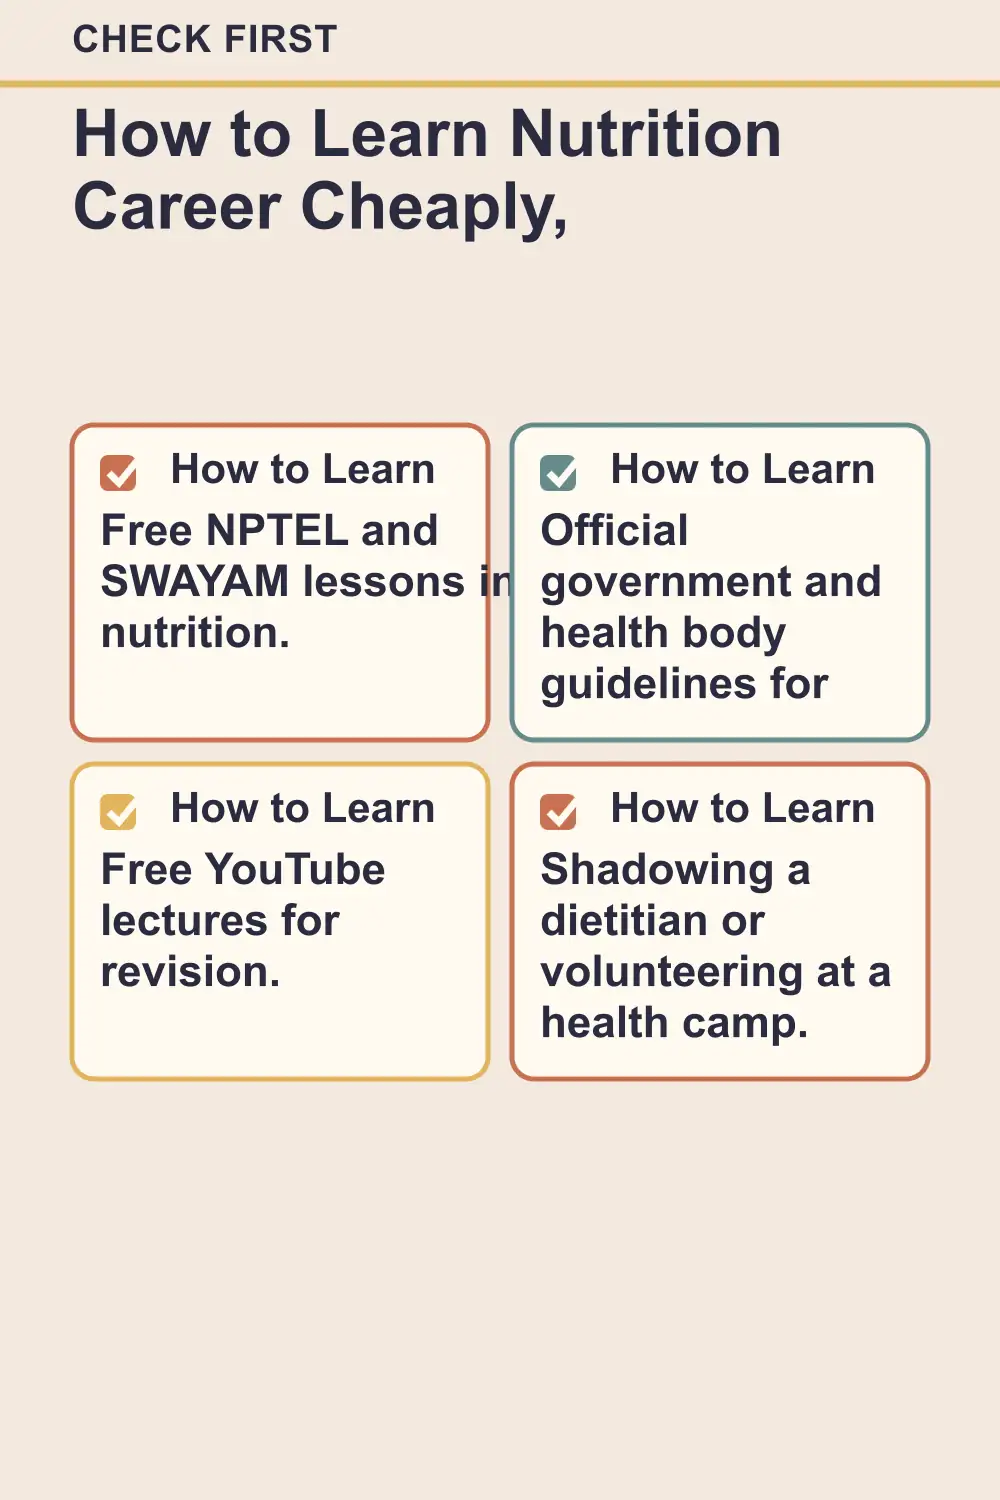 CHECK FIRST
How to Learn Nutrition
Career Cheaply,
How to Learn
Free NPTEL and
SWAYAM lessons in
nutrition.
How to Learn
Official
government and
health body
guidelines for
How to Learn
Free YouTube
lectures for
revision.
How to Learn
Shadowing a
dietitian or
volunteering at a
health camp.